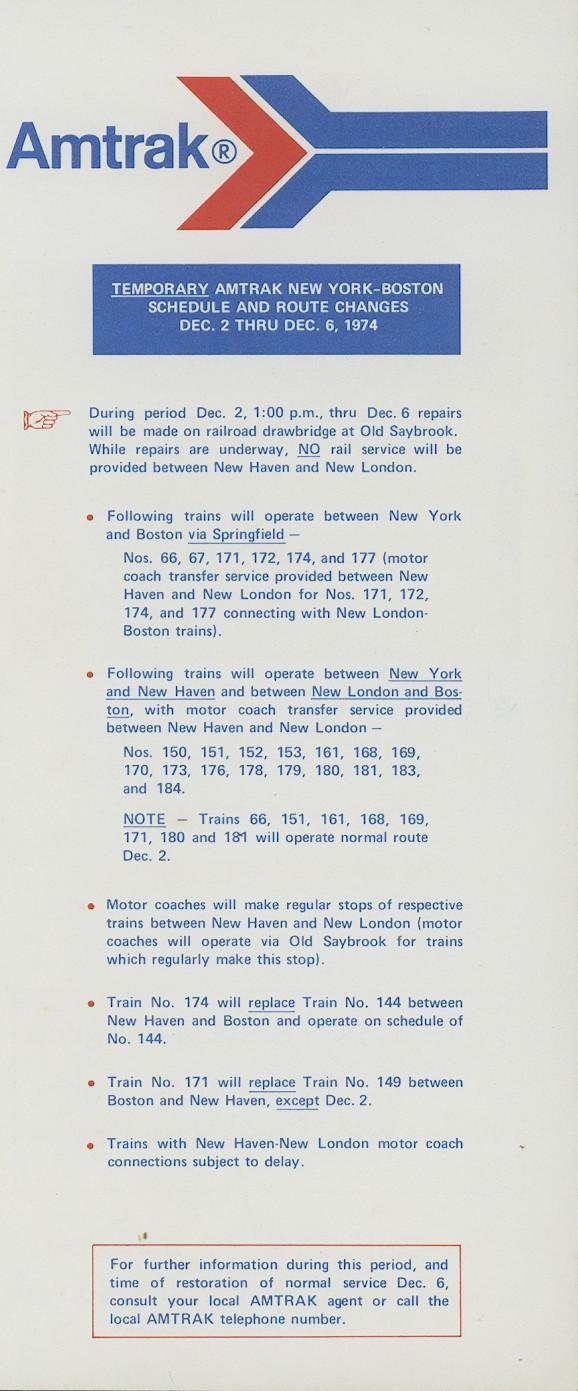 Amtrak®
TEMPORARY AMTRAK NEW YORK–BOSTON
SCHEDULE AND ROUTE CHANGES
DEC. 2 THRU DEC. 6, 1974
During period Dec. 2, 1:00 p.m., thru Dec. 6 repairs
will be made on railroad drawbridge at Old Saybrook.
While repairs are underway, NO rail service will be
provided between New Haven and New London.
• Following trains will operate between New York
and Boston via Springfield —
Nos. 66, 67, 171, 172, 174, and 177 (motor
coach transfer service provided between New
Haven and New London for Nos. 171, 172,
174, and 177 connecting with New London-
Boston trains).
• Following trains will operate between New York
and New Haven and between New London and Bos-
ton, with motor coach transfer service provided
between New Haven and New London —
Nos. 150, 151, 152, 153, 161, 168, 169,
170, 173, 176, 178, 179, 180, 181, 183,
and 184.
NOTE — Trains 66, 151, 161, 168, 169,
171, 180 and 181 will operate normal route
Dec. 2.
• Motor coaches will make regular stops of respective
trains between New Haven and New London (motor
coaches will operate via Old Saybrook for trains
which regularly make this stop).
• Train No. 174 will replace Train No. 144 between
New Haven and Boston and operate on schedule of
No. 144.
• Train No. 171 will replace Train No. 149 between
Boston and New Haven, except Dec. 2.
• Trains with New Haven-New London motor coach
connections subject to delay.
For further information during this period, and
time of restoration of normal service Dec. 6,
consult your local AMTRAK agent or call the
local AMTRAK telephone number.